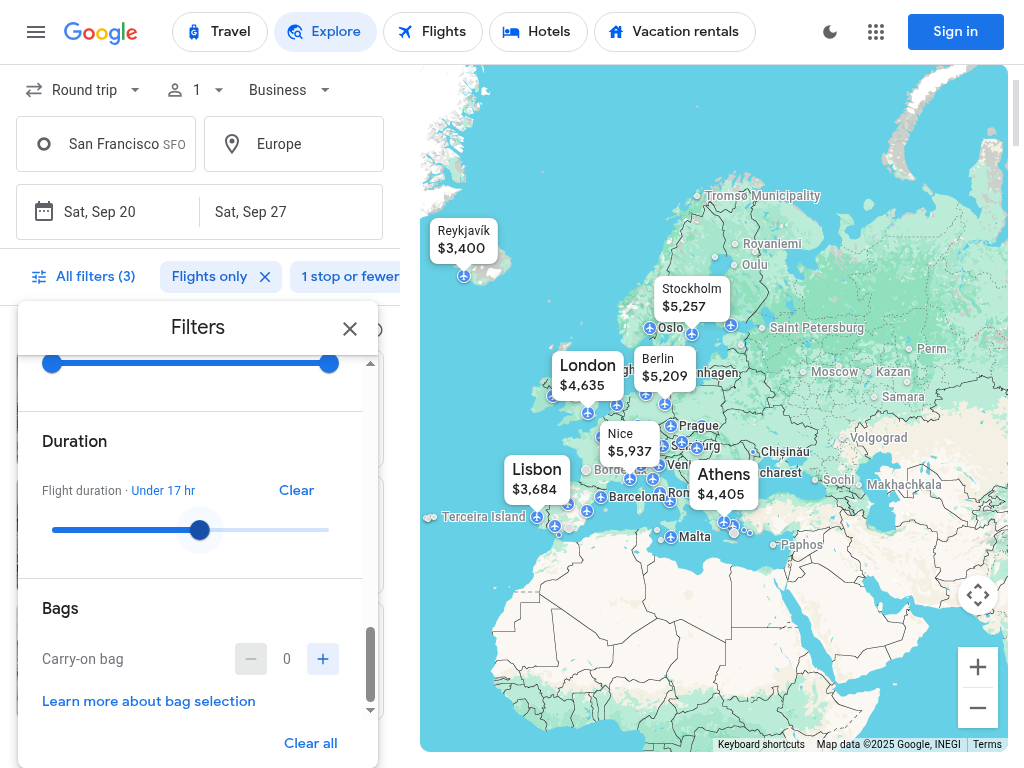 Google
Travel
Explore
Flights
Hotels
Vacation rentals
Sign in
Round trip
1
Business
San Francisco SFO
Europe
Sat, Sep 20
Sat, Sep 27
All filters (3)
Flights only
1 stop or fewer
Filters
Duration
Flight duration · Under 17 hr
Clear
Bags
Carry-on bag
0
Learn more about bag selection
Clear all
Tromsø Municipality
Reykjavík
$3,400
Rovaniemi
Oulu
Stockholm
$5,257
Oslo
Saint Petersburg
Perm
London
$4,635
Berlin
$5,209
nhagen
Moscow
Kazan
Samara
Nice
$5,937
Prague
Volgograd
Chișinău
Lisbon
$3,684
Athens
$4,405
charest
Sochi
Makhachkala
Barcelona
Terceira Island
Malta
Paphos
Keyboard shortcuts
Map data ©2025 Google, INEGI
Terms